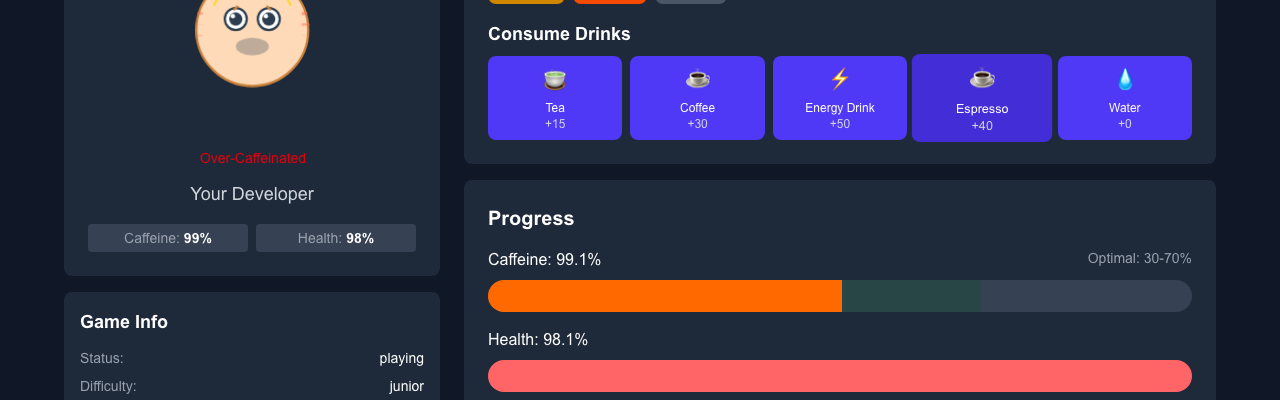 Over-Caffeinated
Your Developer
Caffeine: 99%
Health: 98%
Game Info
Status: playing
Difficulty: junior
Consume Drinks
Tea
+15
Coffee
+30
Energy Drink
+50
Espresso
+40
Water
+0
Progress
Caffeine: 99.1%
Optimal: 30-70%
Health: 98.1%